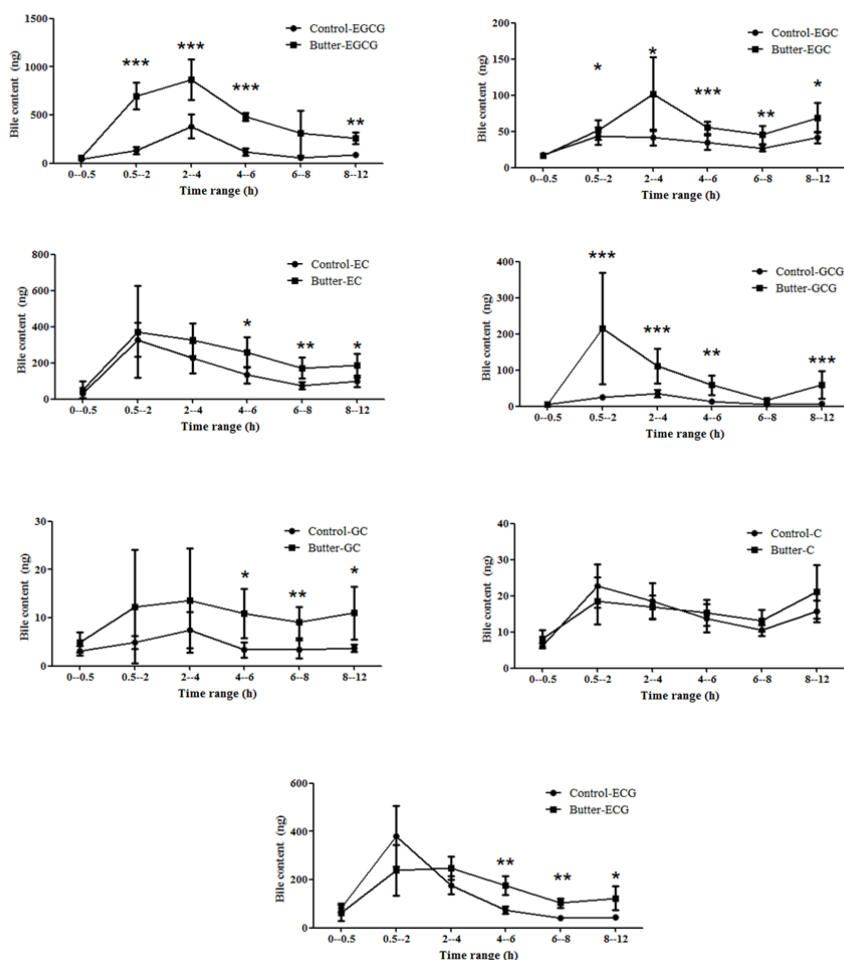 Control-EGCG
Butter-EGCG
Bile content (ng)
1500
1000
500
0
***
***
***
**
0--0.5 0.5--2 2--4 4--6 6--8 8--12
Time range (h)
Control-EGC
Butter-EGC
Bile content (ng)
200
150
100
50
0
*
*
***
**
*
0--0.5 0.5--2 2--4 4--6 6--8 8--12
Time range (h)
Control-EC
Butter-EC
Bile content (ng)
800
600
400
200
0
*
**
*
0--0.5 0.5--2 2--4 4--6 6--8 8--12
Time range (h)
Control-GCG
Butter-GCG
Bile content (ng)
400
300
200
100
0
***
***
**
***
0--0.5 0.5--2 2--4 4--6 6--8 8--12
Time range (h)
Control-GC
Butter-GC
Bile content (ng)
30
20
10
0
*
**
*
0--0.5 0.5--2 2--4 4--6 6--8 8--12
Time range (h)
Control-C
Butter-C
Bile content (ng)
40
30
20
10
0
0--0.5 0.5--2 2--4 4--6 6--8 8--12
Time range (h)
Control-ECG
Butter-ECG
Bile content (ng)
600
400
200
0
**
**
*
0--0.5 0.5--2 2--4 4--6 6--8 8--12
Time range (h)